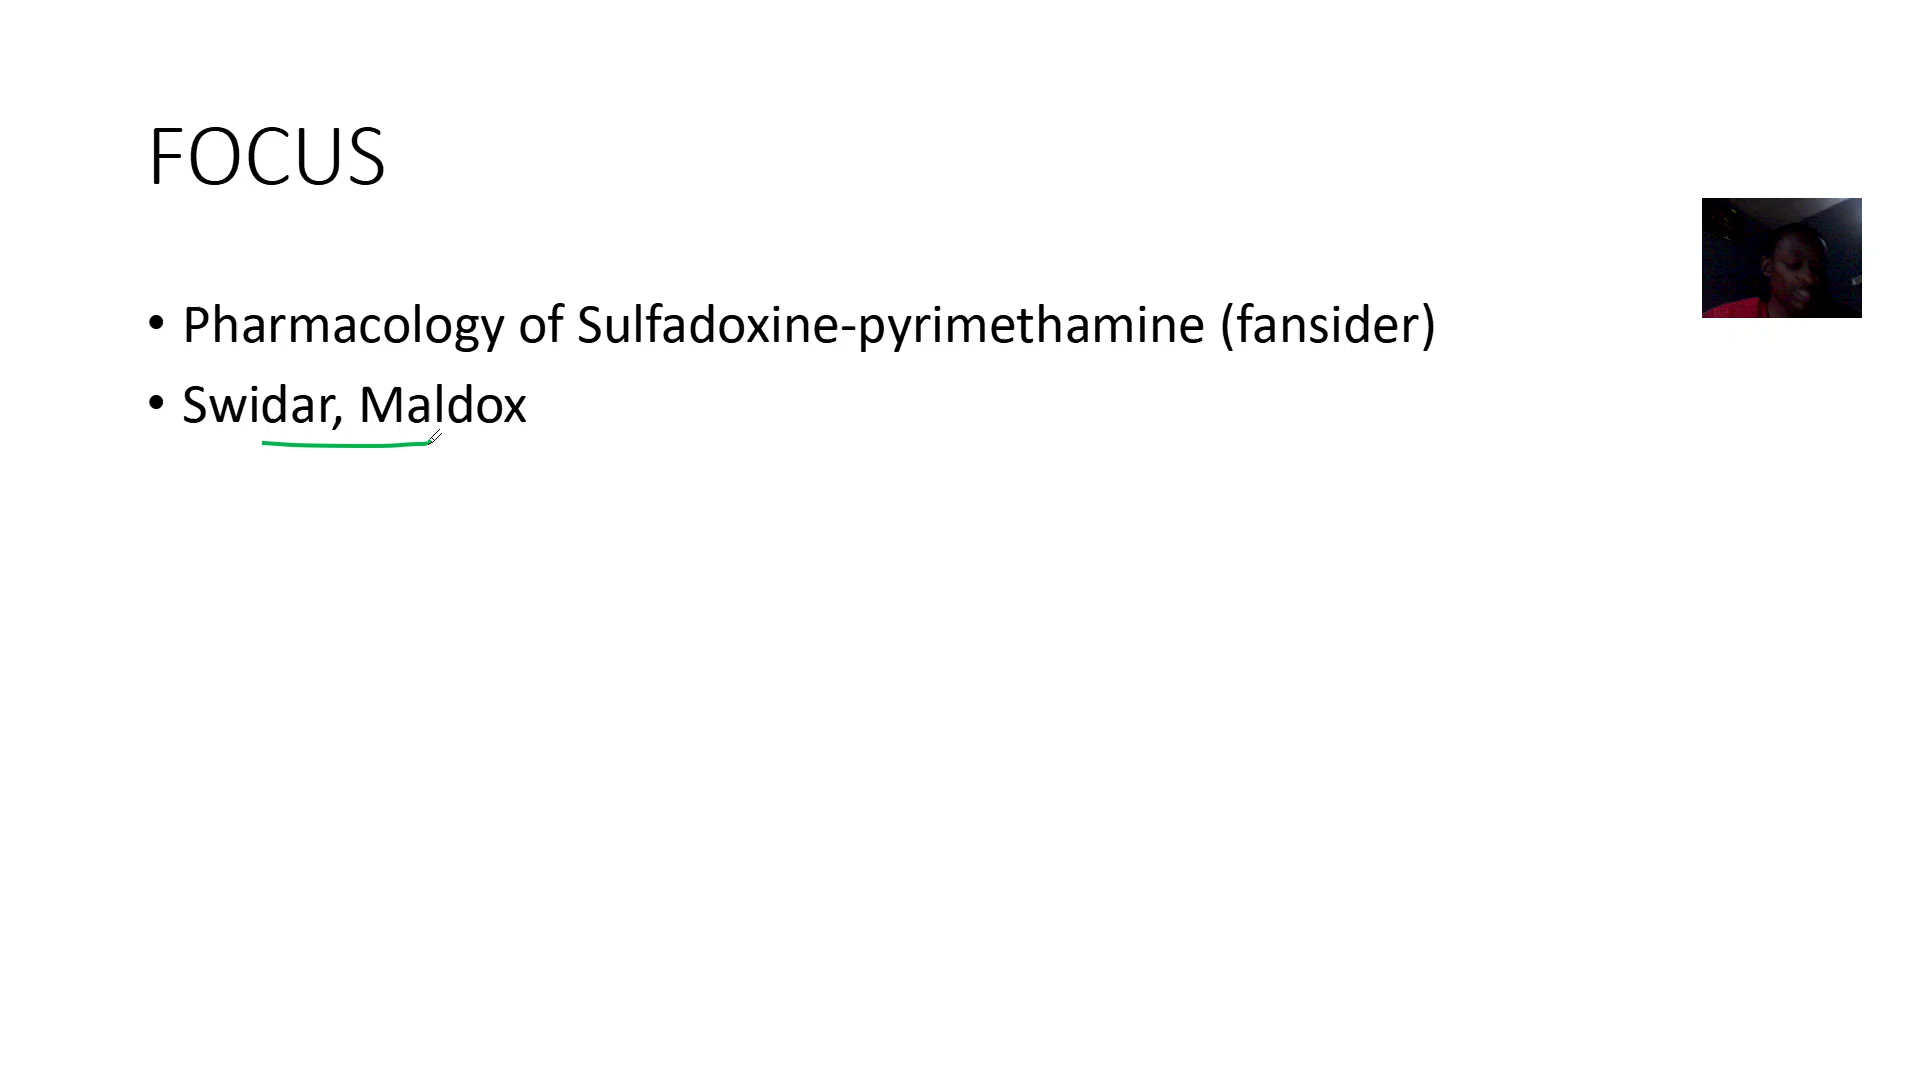 FOCUS
• Pharmacology of Sulfadoxine-pyrimethamine (fansider)
• Swidar, Maldox